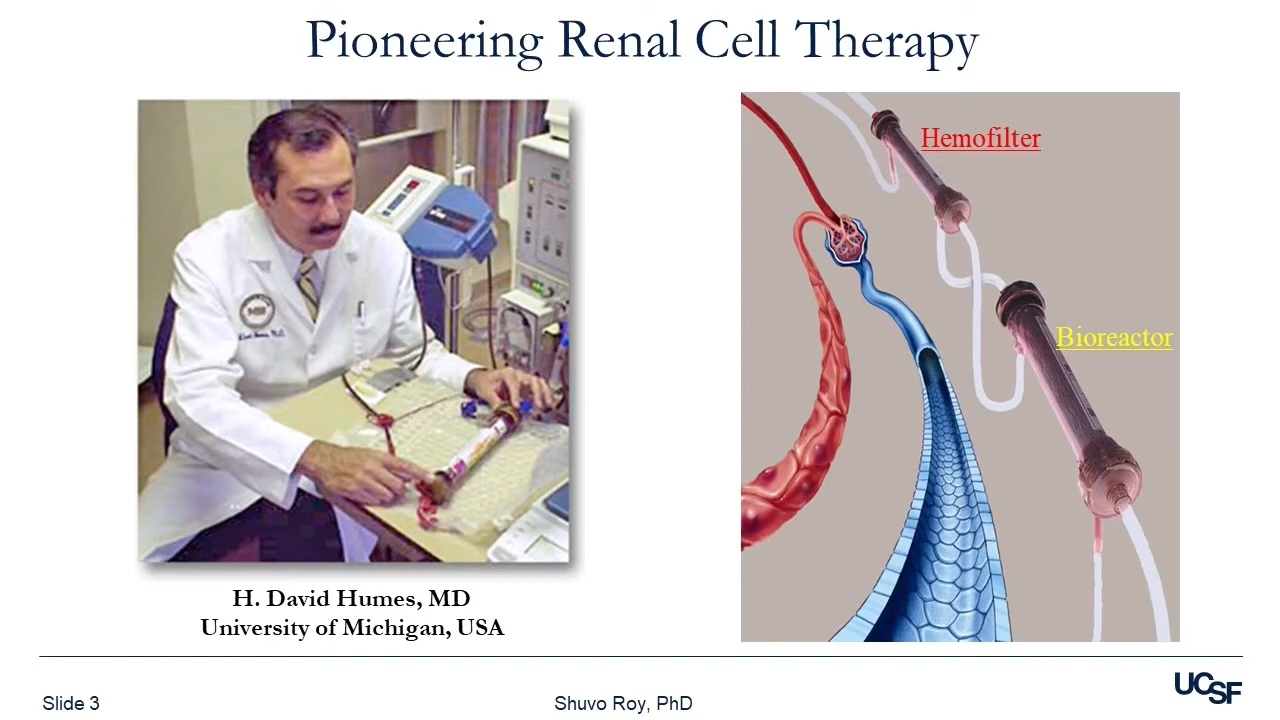 Pioneering Renal Cell Therapy
Hemofilter
Bioreactor
H. David Humes, MD
University of Michigan, USA
Slide 3
Shuvo Roy, PhD
UCSF